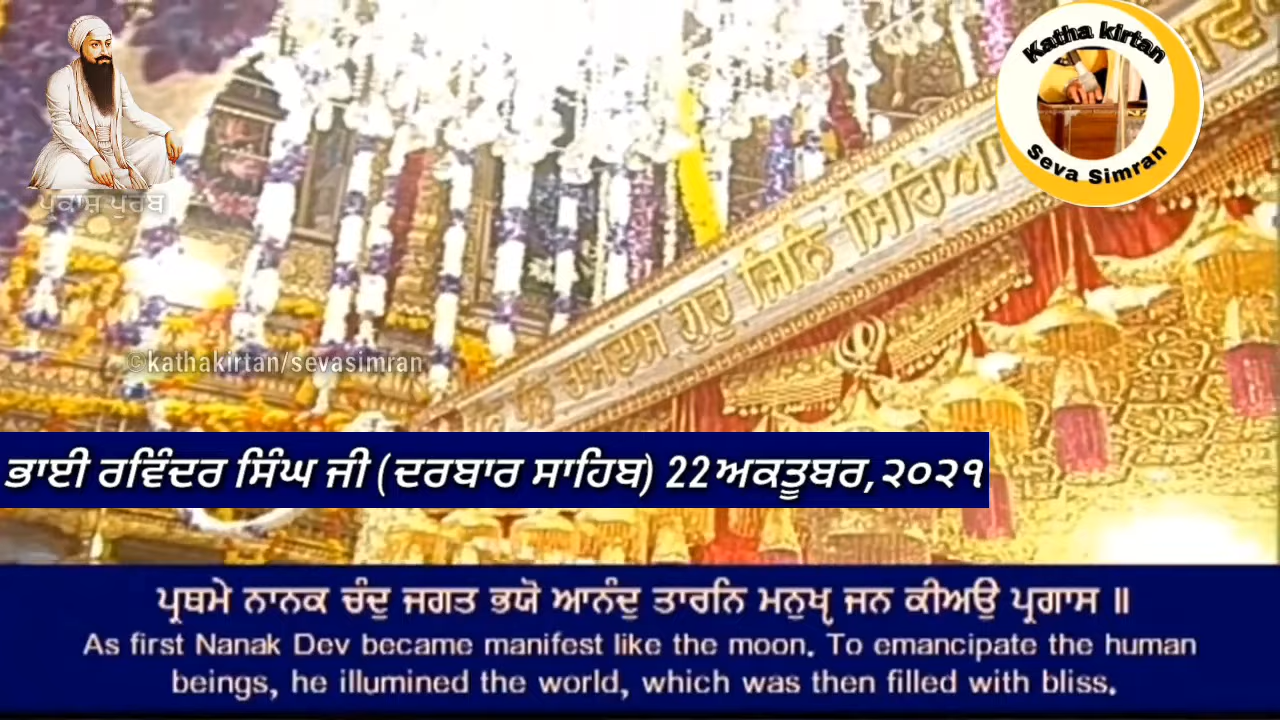 Katha kirtan
Seva Simran
ਪ੍ਰਕਾਸ਼ ਪੁਰਬ
ਰਾਮਦਾਸ ਗੁਰੁ ਜਿਨਿ ਸਿਰਿਆ
©kathakirtan/sevasimran
ਭਾਈ ਰਵਿੰਦਰ ਸਿੰਘ ਜੀ (ਦਰਬਾਰ ਸਾਹਿਬ) 22ਅਕਤੂਬਰ,੨੦੨੧
ਪ੍ਰਥਮੇ ਨਾਨਕ ਚੰਦੁ ਜਗਤ ਭਯੋ ਆਨੰਦੁ ਤਾਰਨਿ ਮਨੁਖ੍ਯ ਜਨ ਕੀਅਉ ਪ੍ਰਗਾਸ ॥
As first Nanak Dev became manifest like the moon. To emancipate the human
beings, he illumined the world, which was then filled with bliss.